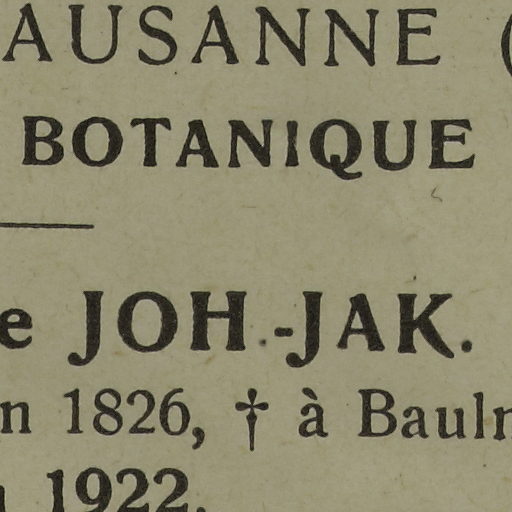 AUSANNE (
BOTANIQUE
e JOH.-JAK.
n 1826, † à Baul
1922.